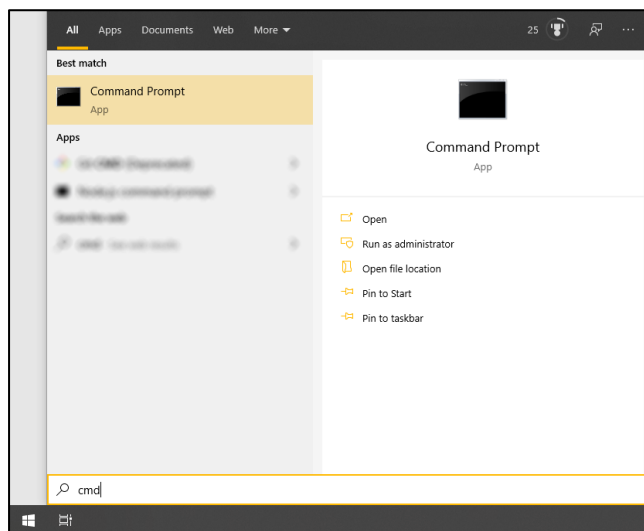 All Apps Documents Web More 25 ...
Best match
Command Prompt
App
Apps
Command Prompt
App
Open
Run as administrator
Open file location
Pin to Start
Pin to taskbar
cmd